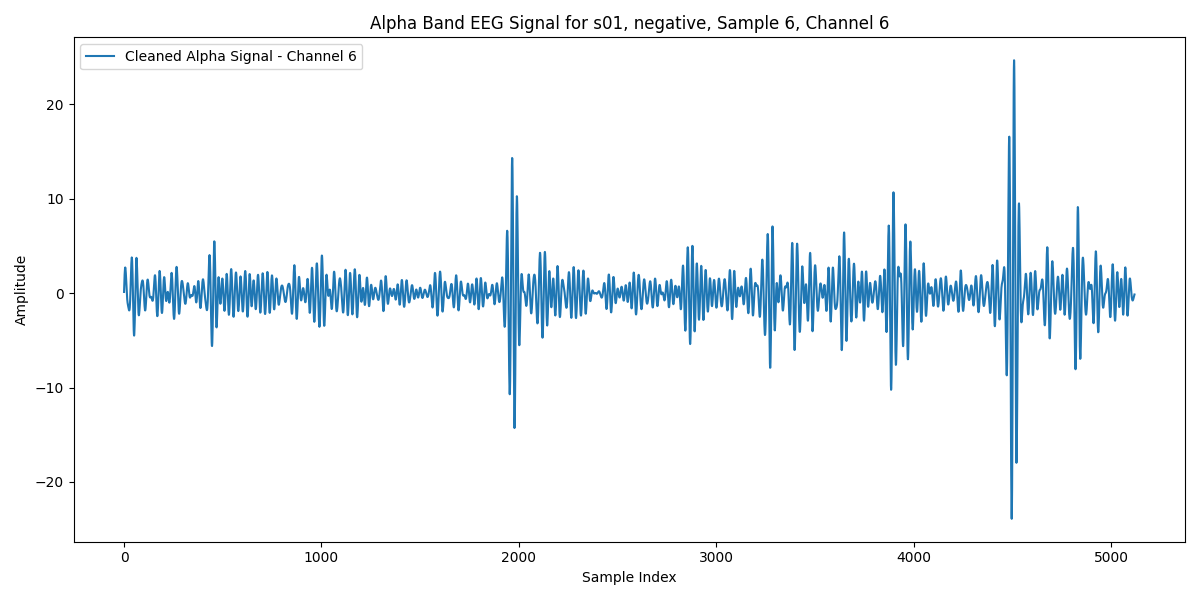 Alpha Band EEG Signal for s01, negative, Sample 6, Channel 6
Cleaned Alpha Signal - Channel 6
Amplitude
20
10
0
−10
−20
0
1000
2000
3000
4000
5000
Sample Index